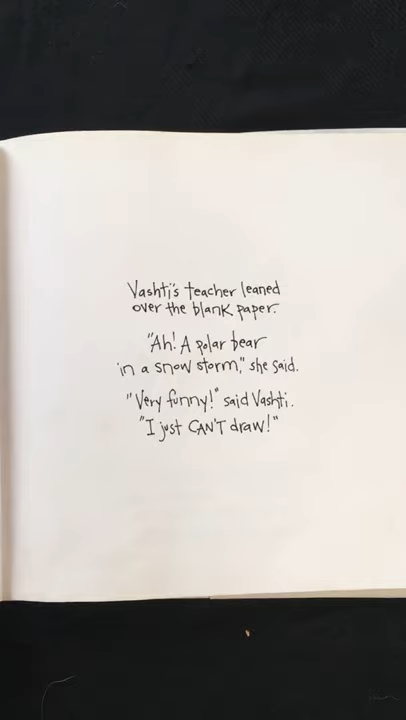 Vashti's teacher leaned
over the blank paper.
"Ah! A polar bear
in a snow storm," she said.
"Very funny!" said Vashti.
"I just CAN'T draw!"